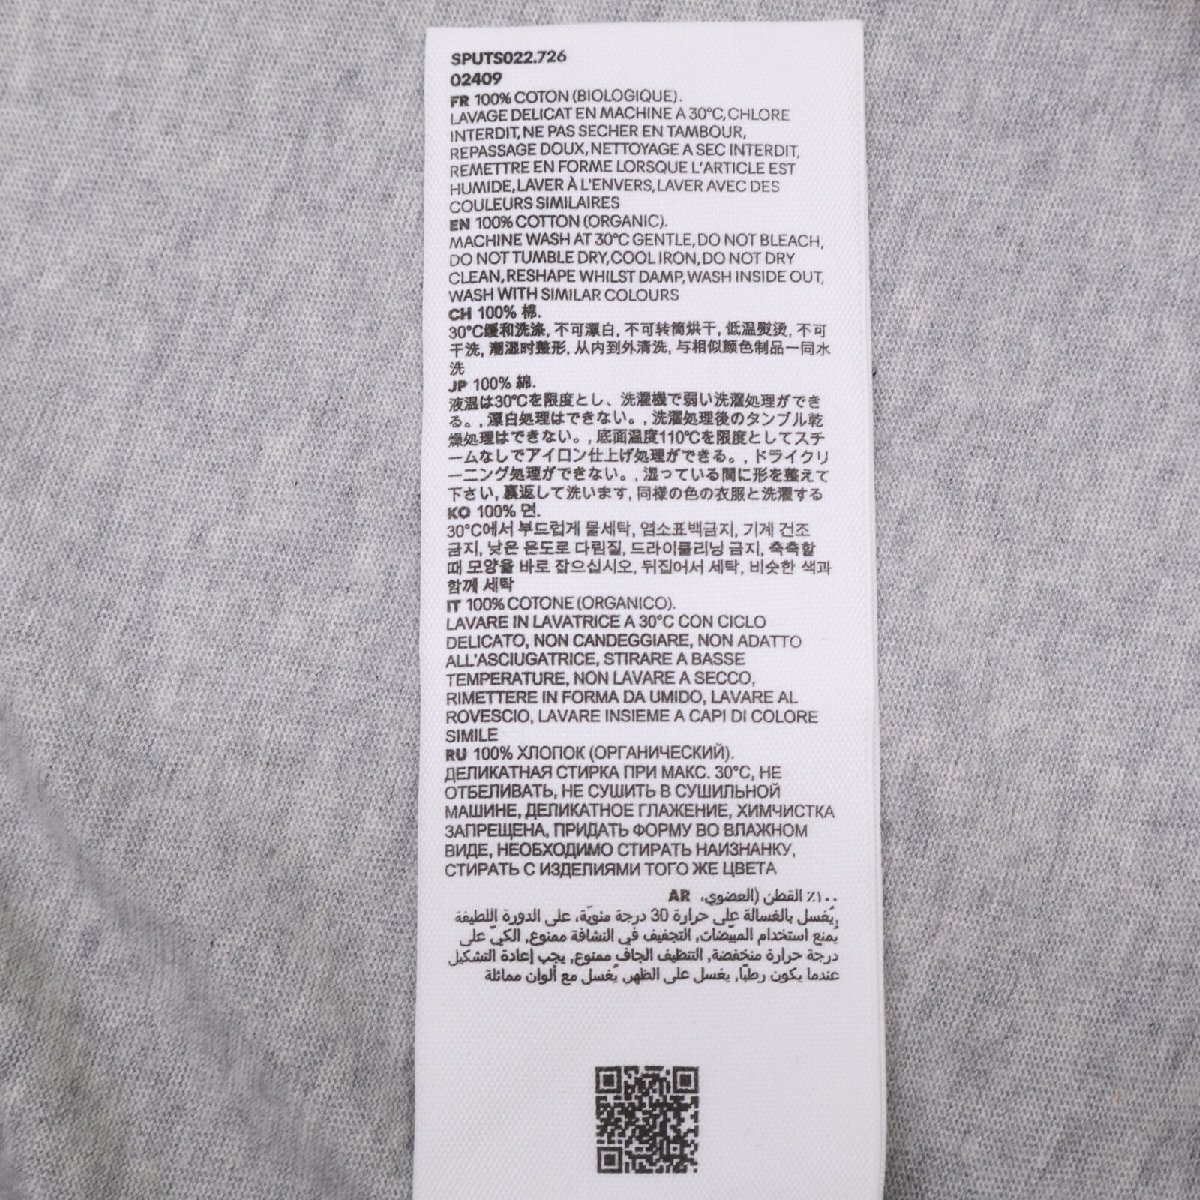 SPUTS022.726
02409
FR 100% COTON (BIOLOGIQUE).
LAVAGE DELICAT EN MACHINE A 30°C, CHLORE
INTERDIT, NE PAS SECHER EN TAMBOUR,
REPASSAGE DOUX, NETTOYAGE A SEC INTERDIT,
REMETTRE EN FORME LORSQUE L'ARTICLE EST
HUMIDE, LAVER À L'ENVERS, LAVER AVEC DES
COULEURS SIMILAIRES
EN 100% COTTON (ORGANIC).
MACHINE WASH AT 30°C GENTLE, DO NOT BLEACH,
DO NOT TUMBLE DRY, COOL IRON, DO NOT DRY
CLEAN, RESHAPE WHILST DAMP, WASH INSIDE OUT,
WASH WITH SIMILAR COLOURS
CH 100% 棉.
30°C缓和洗涤, 不可漂白, 不可转筒烘干, 低温熨烫, 不可
干洗, 潮湿时整形, 从内到外清洗, 与相似颜色制品一同水
洗
JP 100% 綿.
液温は30℃を限度とし、洗濯機で弱い洗濯処理ができ
る。, 漂白処理はできない。, 洗濯処理後のタンブル乾
燥処理はできない。, 底面温度110℃を限度としてスチ
ームなしでアイロン仕上げ処理ができる。, ドライクリ
ーニング処理ができない。, 湿っている間に形を整えて
下さい, 裏返して洗います, 同様の色の衣服と洗濯する
KO 100% 면.
30°C에서 부드럽게 물세탁, 염소표백금지, 기계 건조
금지, 낮은 온도로 다림질, 드라이클리닝 금지, 축축할
때 모양을 바로 잡으십시오, 뒤집어서 세탁, 비슷한 색과
함께 세탁
IT 100% COTONE (ORGANICO).
LAVARE IN LAVATRICE A 30°C CON CICLO
DELICATO, NON CANDEGGIARE, NON ADATTO
ALL'ASCIUGATRICE, STIRARE A BASSE
TEMPERATURE, NON LAVARE A SECCO,
RIMETTERE IN FORMA DA UMIDO, LAVARE AL
ROVESCIO, LAVARE INSIEME A CAPI DI COLORE
SIMILE
RU 100% ХЛОПОК (ОРГАНИЧЕСКИЙ).
ДЕЛИКАТНАЯ СТИРКА ПРИ МАКС. 30°C, НЕ
ОТБЕЛИВАТЬ, НЕ СУШИТЬ В СУШИЛЬНОЙ
МАШИНЕ, ДЕЛИКАТНОЕ ГЛАЖЕНИЕ, ХИМЧИСТКА
ЗАПРЕЩЕНА, ПРИДАТЬ ФОРМУ ВО ВЛАЖНОМ
ВИДЕ, НЕОБХОДИМО СТИРАТЬ НАИЗНАНКУ,
СТИРАТЬ С ИЗДЕЛИЯМИ ТОГО ЖЕ ЦВЕТА
١٠٠٪ القطن (العضوي، AR
يُغسل بالغسالة على حرارة 30 درجة مئوية، على الدورة اللطيفة
يُمنع استخدام المبيّضات, التجفيف في النشافة ممنوع, الكيّ على
درجة حرارة منخفضة, التنظيف الجاف ممنوع, يجب إعادة التشكيل
عندما يكون رطبًا, يغسل على الظهر, يُغسل مع ألوان مماثلة